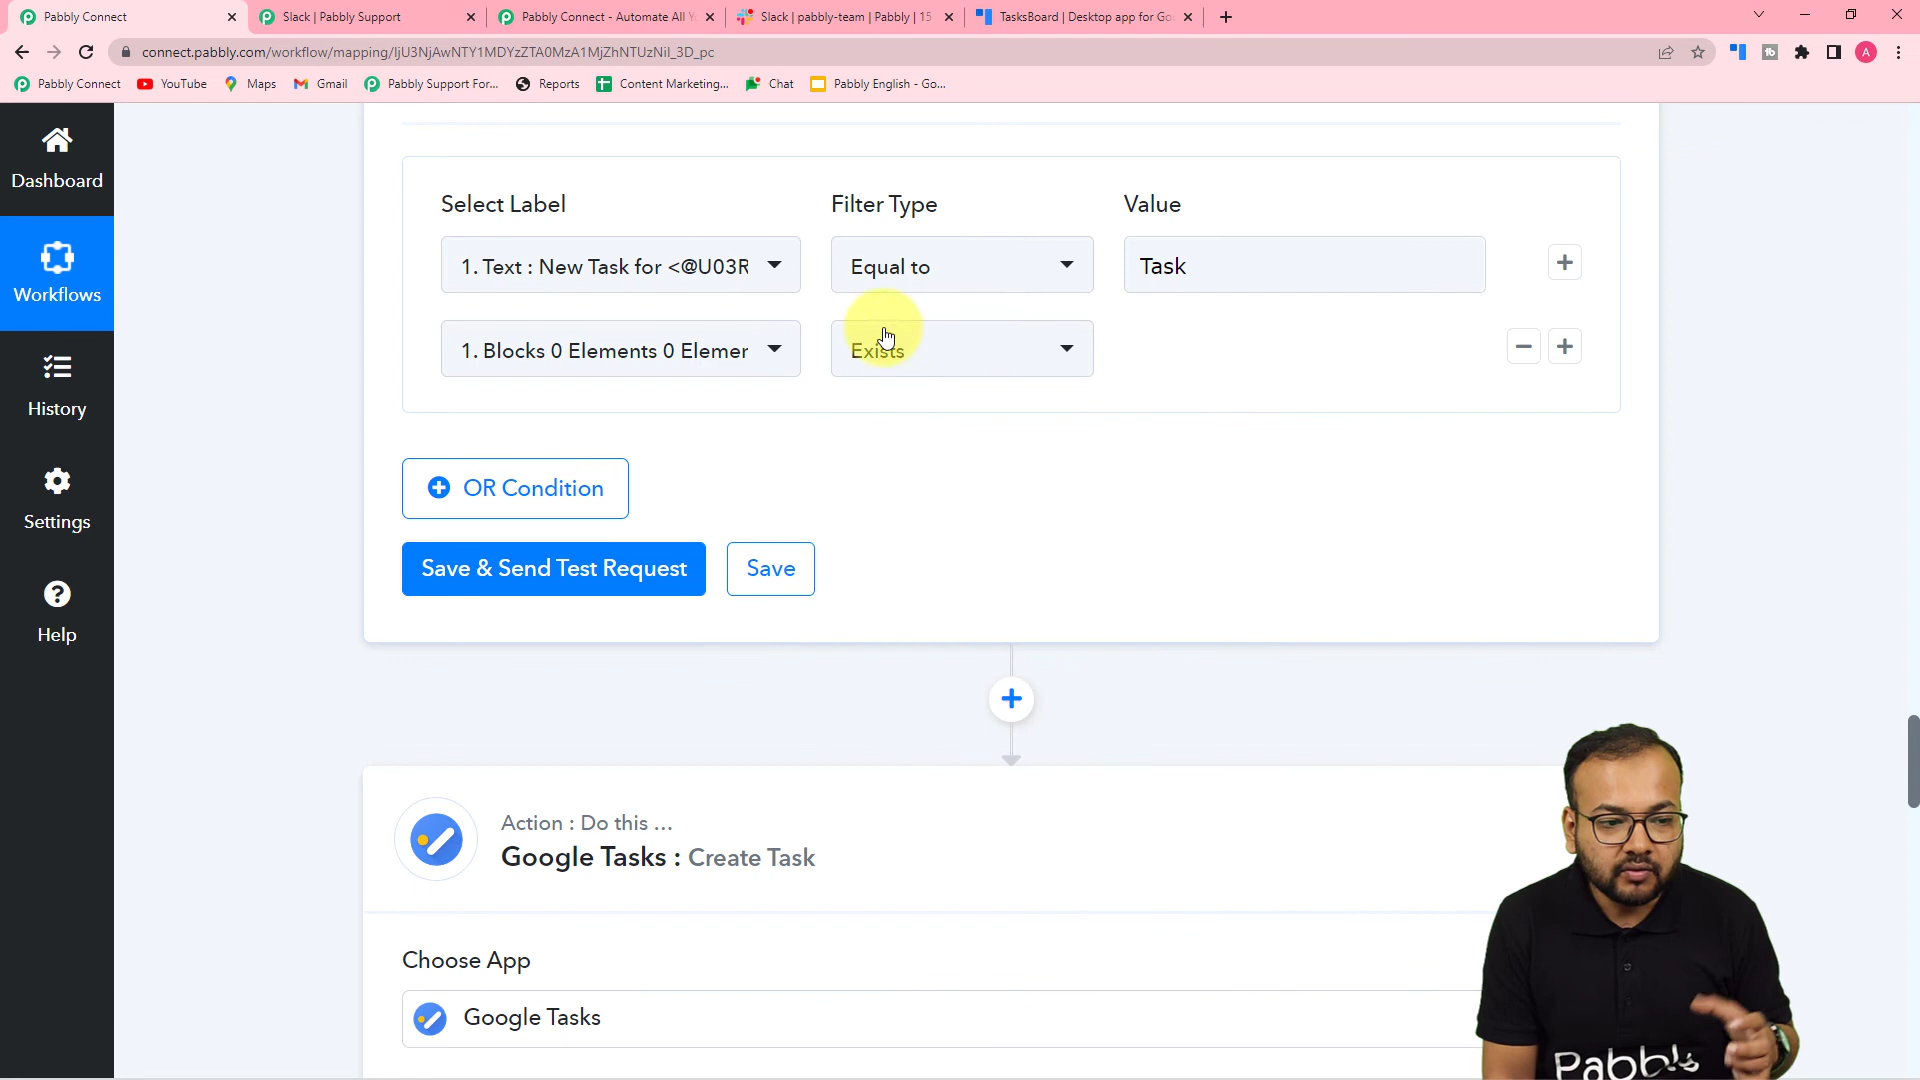 Pabbly Connect
Slack | Pabbly Support
Pabbly Connect - Automate All Y
Slack | pabbly-team | Pabbly | 15
TasksBoard | Desktop app for Go
connect.pabbly.com/workflow/mapping/IjU3NjAwNTY1MDYzZTA0MzA1MjZhNTUzNiI_3D_pc
A
Pabbly Connect
YouTube
Maps
Gmail
Pabbly Support For...
Reports
Content Marketing...
Chat
Pabbly English - Go...
Dashboard
Workflows
History
Settings
Help
Select Label
Filter Type
Value
1. Text : New Task for <@U03R
Equal to
Task
1. Blocks 0 Elements 0 Elemer
Exists
OR Condition
Save & Send Test Request
Save
Action : Do this ...
Google Tasks : Create Task
Choose App
Google Tasks
Pabbly